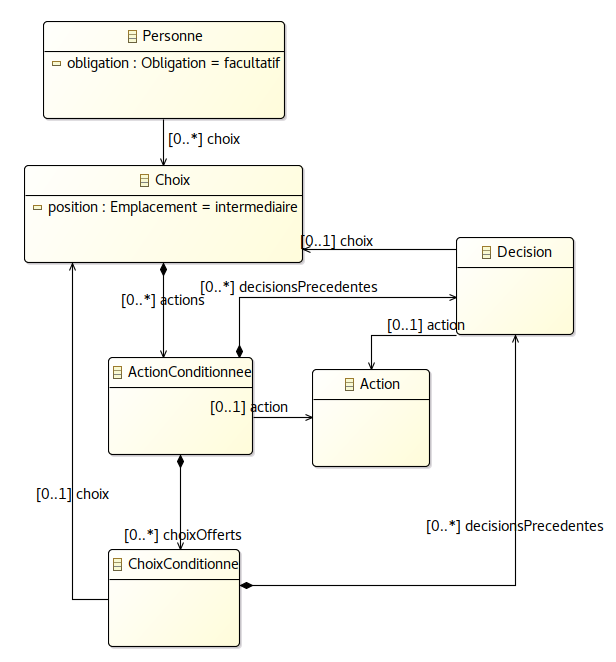 Personne
obligation : Obligation = facultatif
[0..*] choix
Choix
position : Emplacement = intermediaire
[0..1] choix
Decision
[0..*] decisionsPrecedentes
[0..*] actions
[0..1] action
ActionConditionnee
Action
[0..1] action
[0..1] choix
[0..*] decisionsPrecedentes
[0..*] choixOfferts
ChoixConditionne